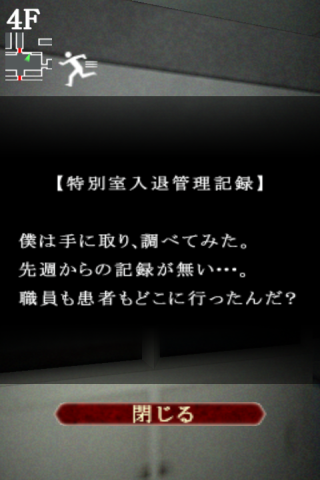 4F
【特別室入退管理記録】
僕は手に取り、調べてみた。
先週からの記録が無い…。
職員も患者もどこに行ったんだ？
閉じる